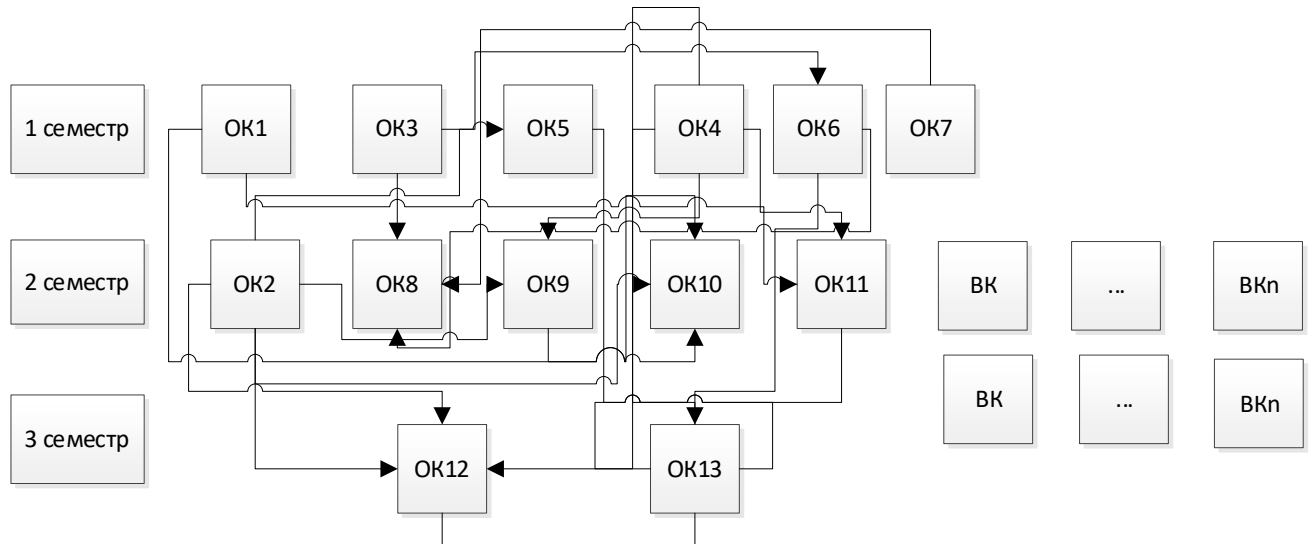 1 семестр
ОК1
ОК3
ОК5
ОК4
ОК6
ОК7
2 семестр
ОК2
ОК8
ОК9
ОК10
ОК11
ВК
...
ВКn
ВК
...
ВКn
3 семестр
ОК12
ОК13